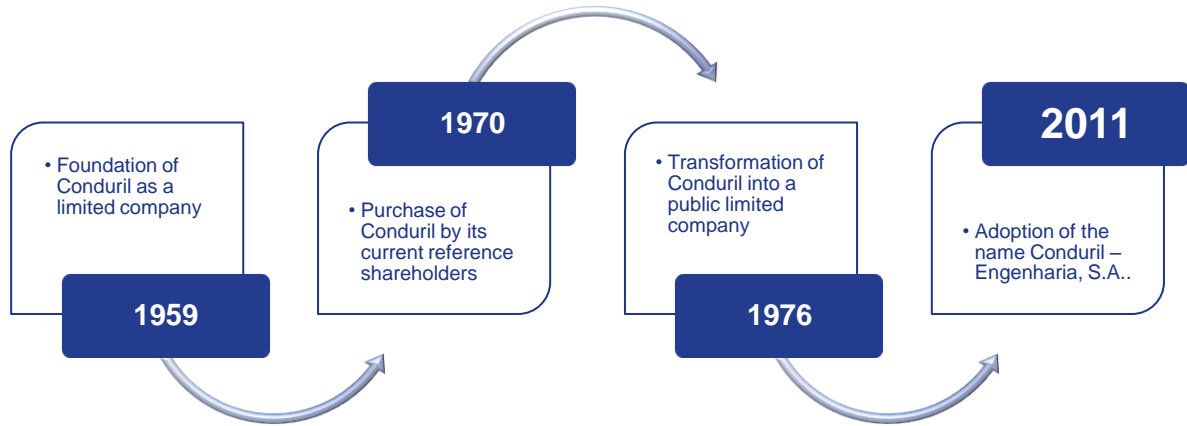 • Foundation of
Conduril as a
limited company
1959
1970
• Purchase of
Conduril by its
current reference
shareholders
• Transformation of
Conduril into a
public limited
company
1976
2011
• Adoption of the
name Conduril –
Engenharia, S.A..